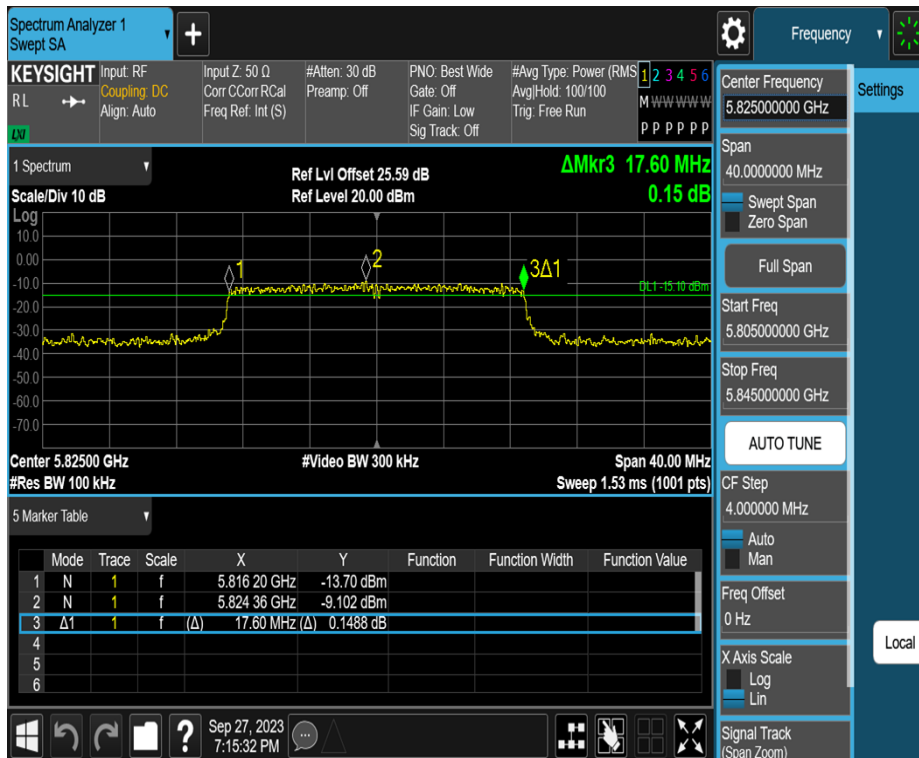 Spectrum Analyzer 1
Swept SA
Frequency
KEYSIGHT
R L
LXI
Input: RF
Coupling: DC
Align: Auto
Input Z: 50 Ω
Corr CCorr RCal
Freq Ref: Int (S)
#Atten: 30 dB
Preamp: Off
PNO: Best Wide
Gate: Off
IF Gain: Low
Sig Track: Off
#Avg Type: Power (RMS
Avg|Hold: 100/100
Trig: Free Run
1 2 3 4 5 6
M W W W W W
P P P P P P
Center Frequency
5.825000000 GHz
Settings
Span
40.0000000 MHz
Swept Span
Zero Span
Full Span
Start Freq
5.805000000 GHz
Stop Freq
5.845000000 GHz
AUTO TUNE
CF Step
4.000000 MHz
Auto
Man
Freq Offset
0 Hz
X Axis Scale
Log
Lin
Signal Track
(Span Zoom)
Local
1 Spectrum
Scale/Div 10 dB
Ref Lvl Offset 25.59 dB
Ref Level 20.00 dBm
ΔMkr3 17.60 MHz
0.15 dB
Log
10.0
0.00
-10.0
-20.0
-30.0
-40.0
-50.0
-60.0
-70.0
1
2
3Δ1
DL1 -15.10 dBm
Center 5.82500 GHz
#Video BW 300 kHz
Span 40.00 MHz
#Res BW 100 kHz
Sweep 1.53 ms (1001 pts)
5 Marker Table
Mode Trace Scale X Y Function Function Width Function Value
1 N 1 f 5.816 20 GHz -13.70 dBm
2 N 1 f 5.824 36 GHz -9.102 dBm
3 Δ1 1 f (Δ) 17.60 MHz (Δ) 0.1488 dB
4
5
6
?
Sep 27, 2023
7:15:32 PM